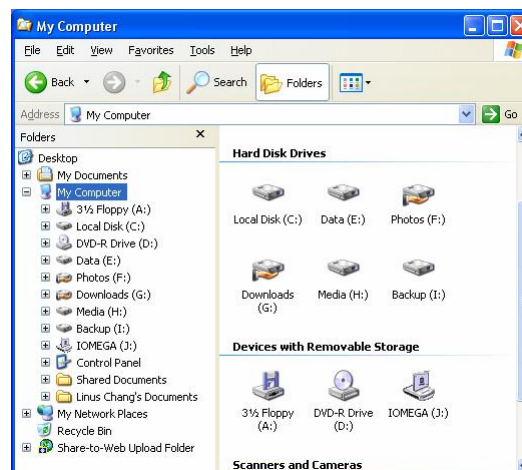 My Computer
File Edit View Favorites Tools Help
Back Search Folders
Address My Computer Go
Folders
Desktop
My Documents
My Computer
3½ Floppy (A:)
Local Disk (C:)
DVD-R Drive (D:)
Data (E:)
Photos (F:)
Downloads (G:)
Media (H:)
Backup (I:)
IOMEGA (J:)
Control Panel
Shared Documents
Linus Chang's Documents
My Network Places
Recycle Bin
Share-to-Web Upload Folder
Hard Disk Drives
Local Disk (C:) Data (E:) Photos (F:)
Downloads (G:) Media (H:) Backup (I:)
Devices with Removable Storage
3½ Floppy (A:) DVD-R Drive (D:) IOMEGA (J:)
Scanners and Cameras